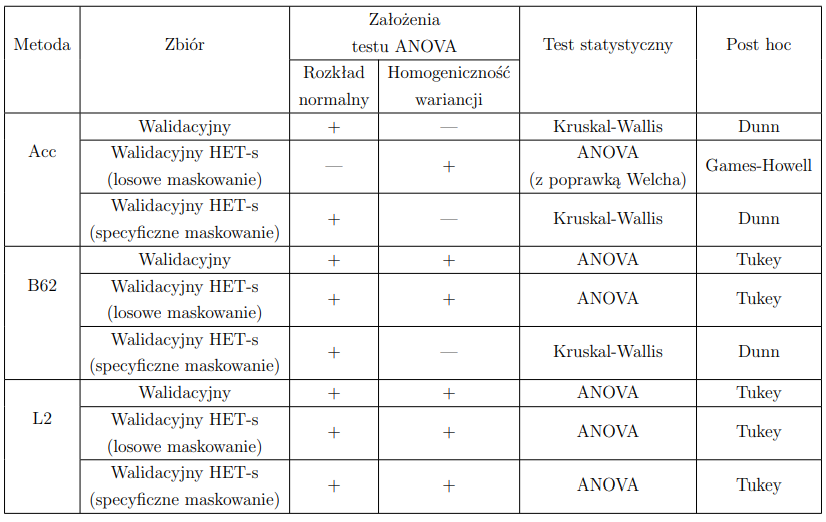 Metoda Zbiór Założenia testu ANOVA Test statystyczny Post hoc
Rozkład normalny Homogeniczność wariancji
Acc Walidacyjny + — Kruskal-Wallis Dunn
Walidacyjny HET-s (losowe maskowanie) — + ANOVA (z poprawką Welcha) Games-Howell
Walidacyjny HET-s (specyficzne maskowanie) + — Kruskal-Wallis Dunn
B62 Walidacyjny + + ANOVA Tukey
Walidacyjny HET-s (losowe maskowanie) + + ANOVA Tukey
Walidacyjny HET-s (specyficzne maskowanie) + — Kruskal-Wallis Dunn
L2 Walidacyjny + + ANOVA Tukey
Walidacyjny HET-s (losowe maskowanie) + + ANOVA Tukey
Walidacyjny HET-s (specyficzne maskowanie) + + ANOVA Tukey